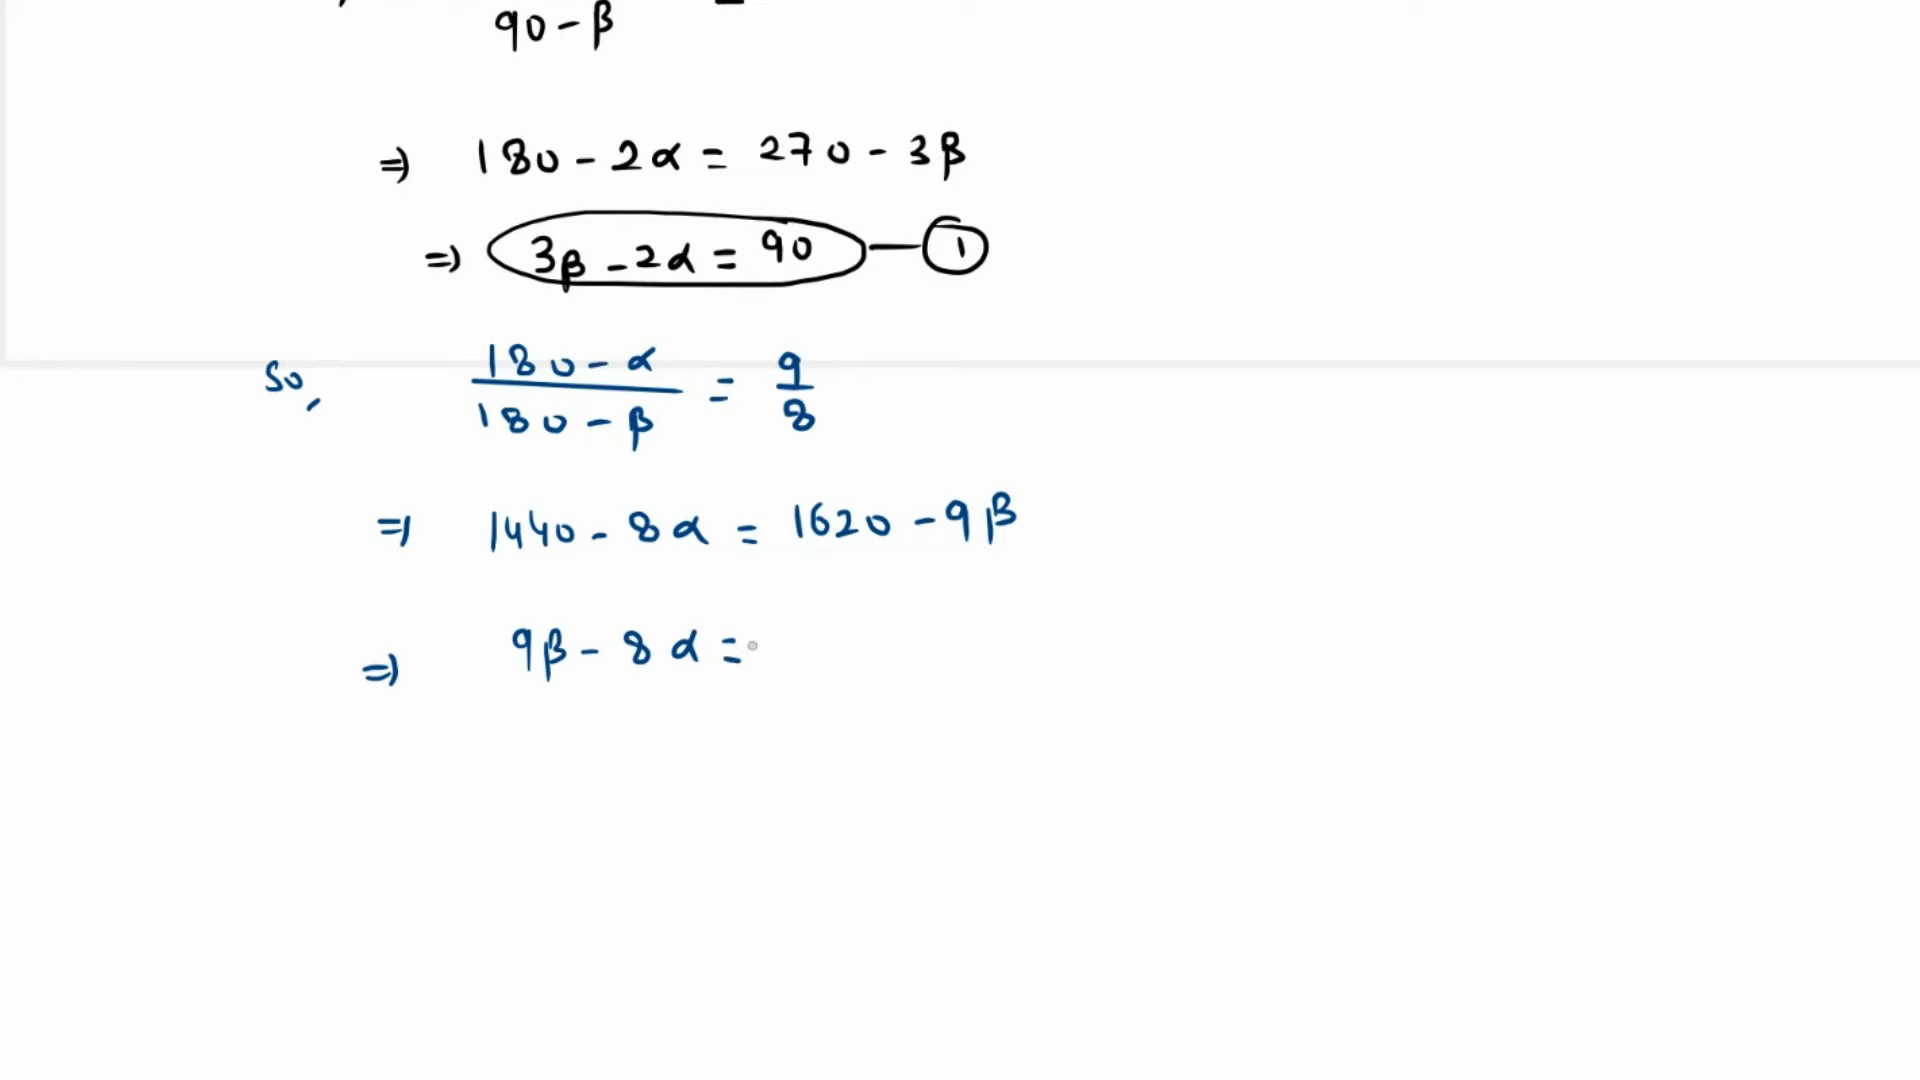 90 - β
=) 180 - 2α = 270 - 3β
=) 3β - 2α = 90 — 1
So, 180 - α / 180 - β = 9 / 8
=) 1440 - 8α = 1620 - 9β
=) 9β - 8α =